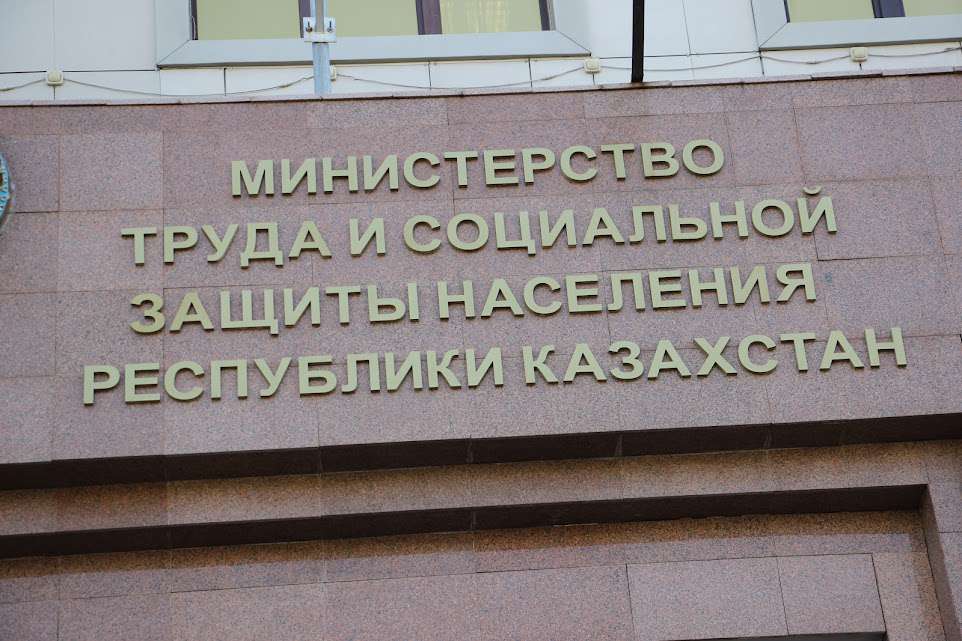 МИНИСТЕРСТВО
ТРУДА И СОЦИАЛЬНОЙ
ЗАЩИТЫ НАСЕЛЕНИЯ
РЕСПУБЛИКИ КАЗАХСТАН